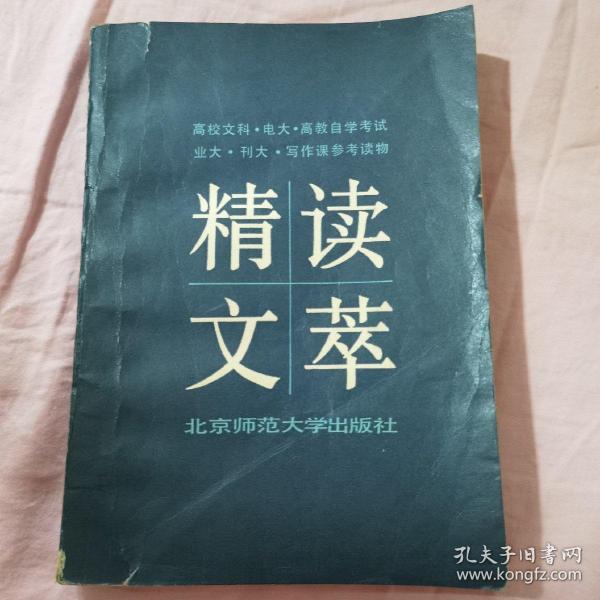 高校文科·电大·高教自学考试
业大·刊大·写作课参考读物
精读
文萃
北京师范大学出版社
孔夫子旧书网
www.kongfz.com